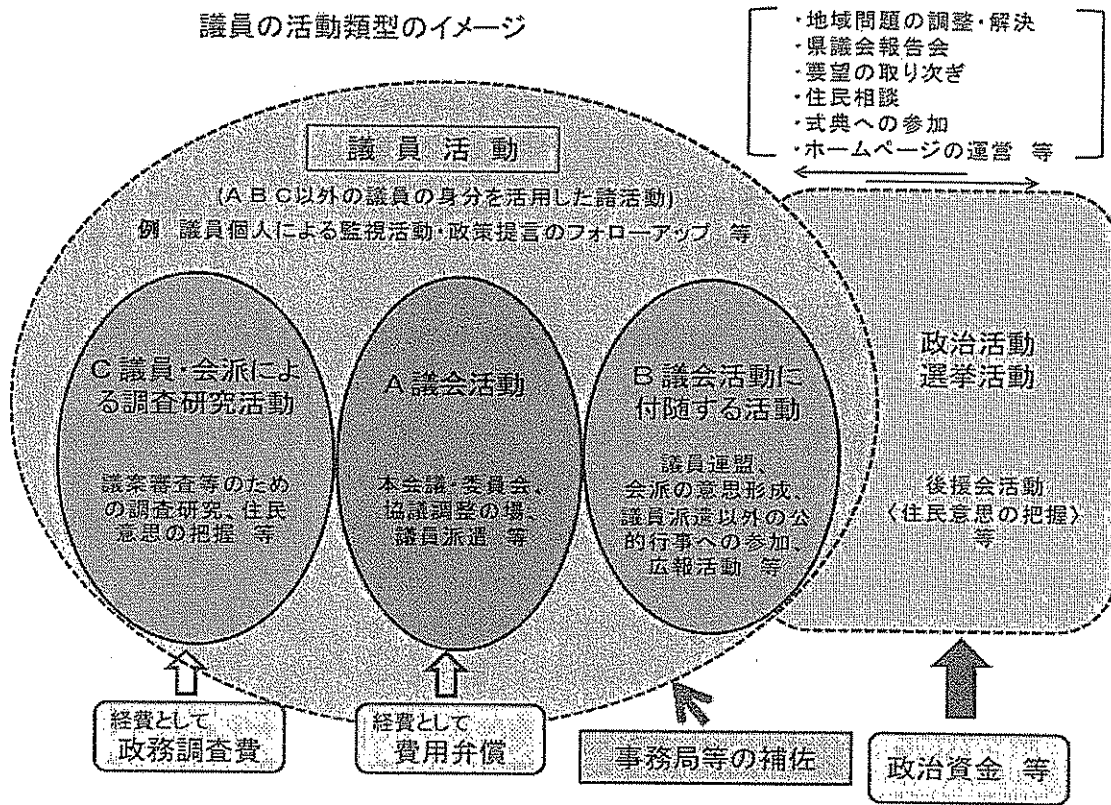 議員の活動類型のイメージ
・地域問題の調整・解決
・県議会報告会
・要望の取り次ぎ
・住民相談
・式典への参加
・ホームページの運営 等
議員活動
(ABC以外の議員の身分を活用した諸活動)
例 議員個人による監視活動・政策提言のフォローアップ 等
C 議員・会派によ
る調査研究活動
議案審査等のため
の調査研究、住民
意思の把握 等
A 議会活動
本会議・委員会、
協議調整の場、
議員派遣 等
B 議会活動に
付随する活動
議員連盟、
会派の意思形成、
議員派遣以外の公
的行事への参加、
広報活動 等
政治活動
選挙活動
後援会活動
〈住民意思の把握〉
等
経費として
政務調査費
経費として
費用弁償
事務局等の補佐
政治資金 等